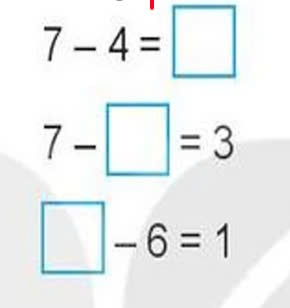 7 – 4 = □
7 – □ = 3
□ – 6 = 1